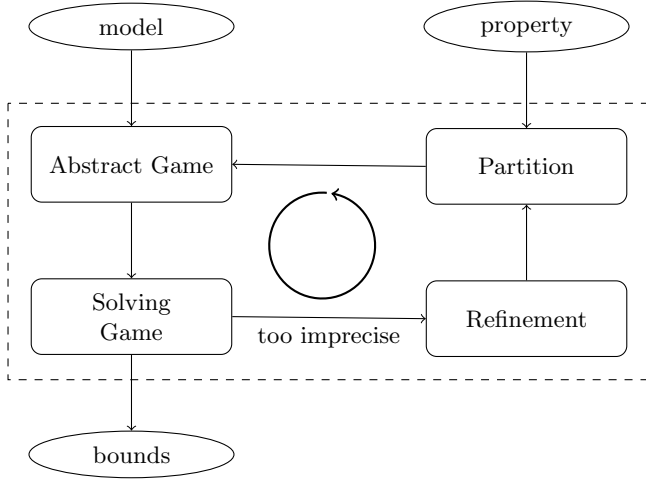 model
property
Abstract Game
Partition
Solving
Game
too imprecise
Refinement
bounds